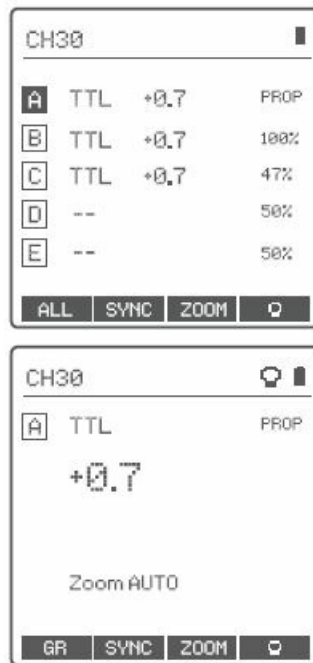 CH30
A TTL +0.7 PROP
B TTL +0.7 100%
C TTL +0.7 47%
D -- 50%
E -- 50%
ALL SYNC ZOOM
CH30
A TTL PROP
+0.7
Zoom AUTO
GR SYNC ZOOM